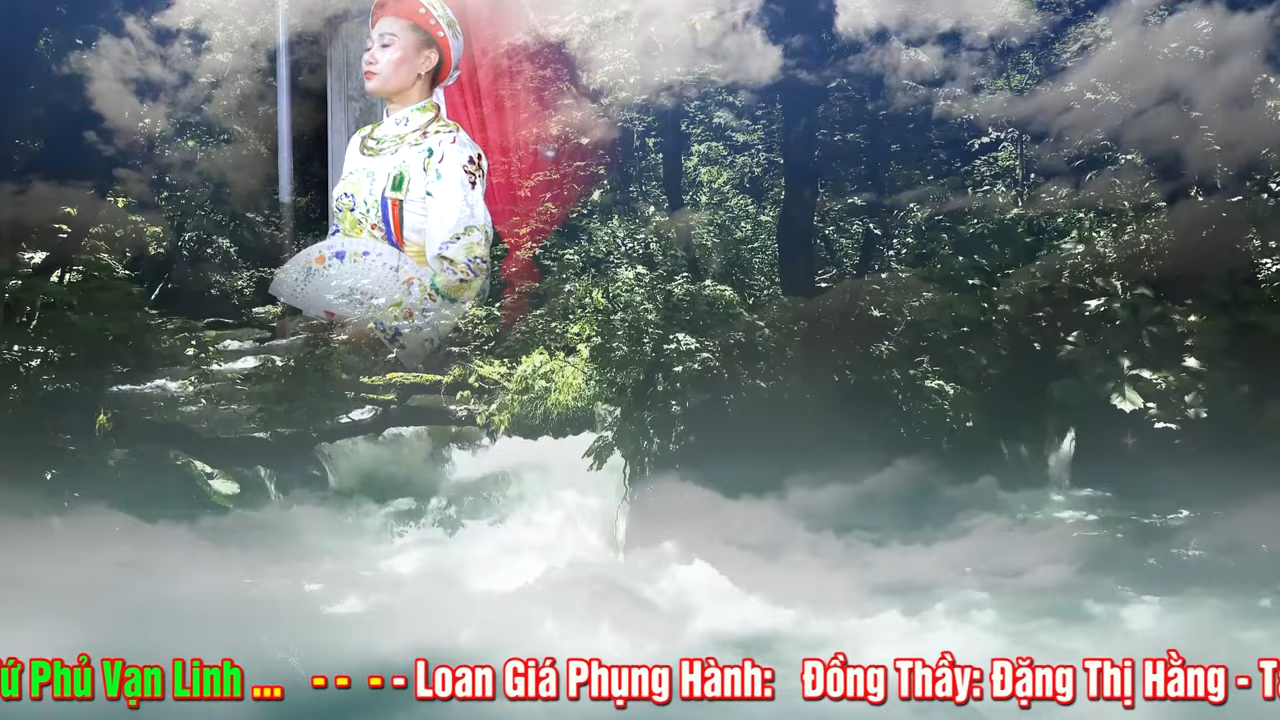 ứ Phủ Vạn Linh ... - - - - Loan Giá Phụng Hành: Đồng Thầy: Đặng Thị Hằng - T